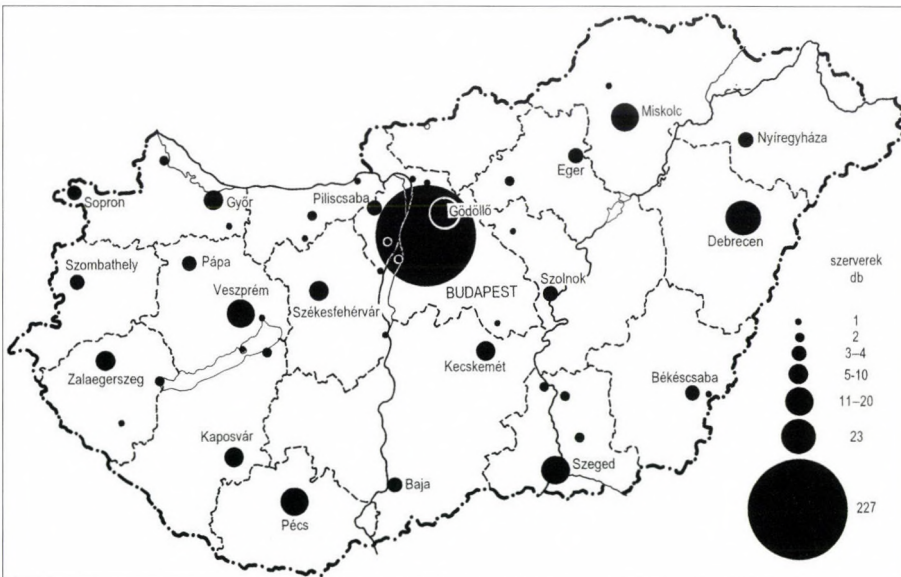 Miskolc
Nyíregyháza
Eger
Sopron
Győr
Piliscsaba
Gödöllő
Debrecen
Szombathely
Pápa
Veszprém
Székesfehérvár
BUDAPEST
Szolnok
Zalaegerszeg
Kecskemét
Békéscsaba
Kaposvár
Szeged
Baja
Pécs
szerverek
db
1
2
3–4
5-10
11–20
23
227